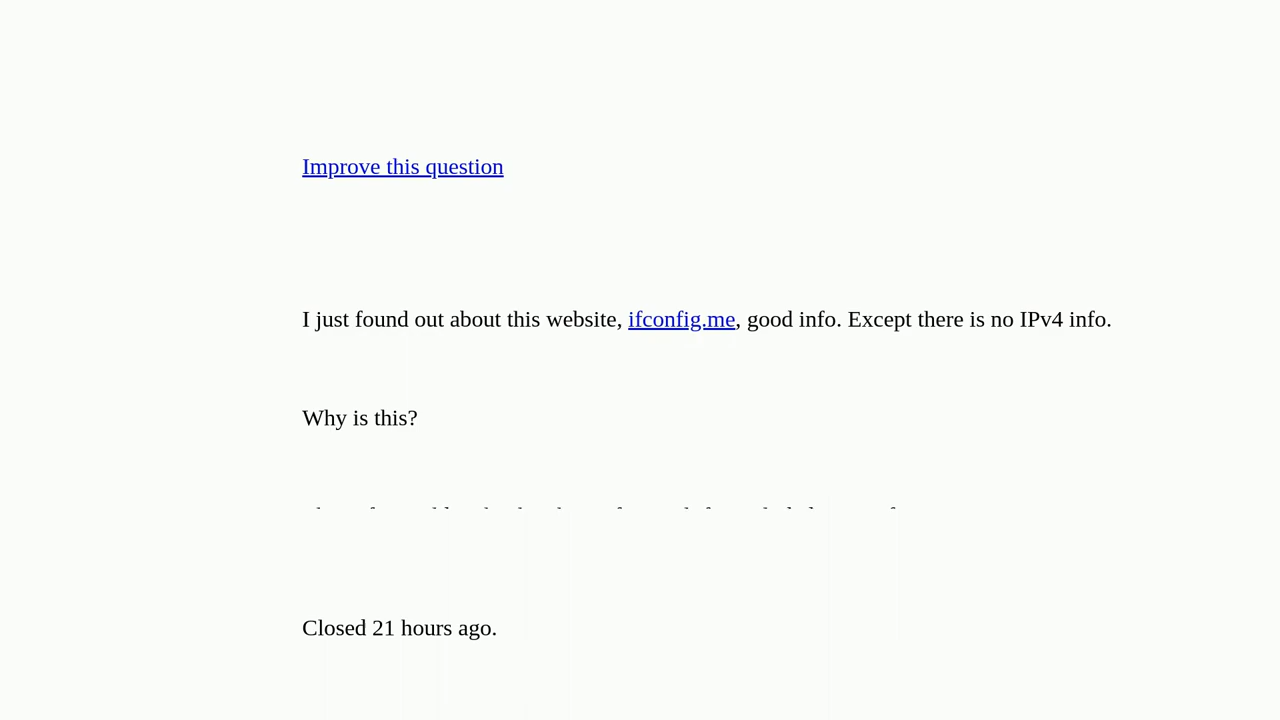 Improve this question
I just found out about this website, ifconfig.me, good info. Except there is no IPv4 info.
Why is this?
Closed 21 hours ago.